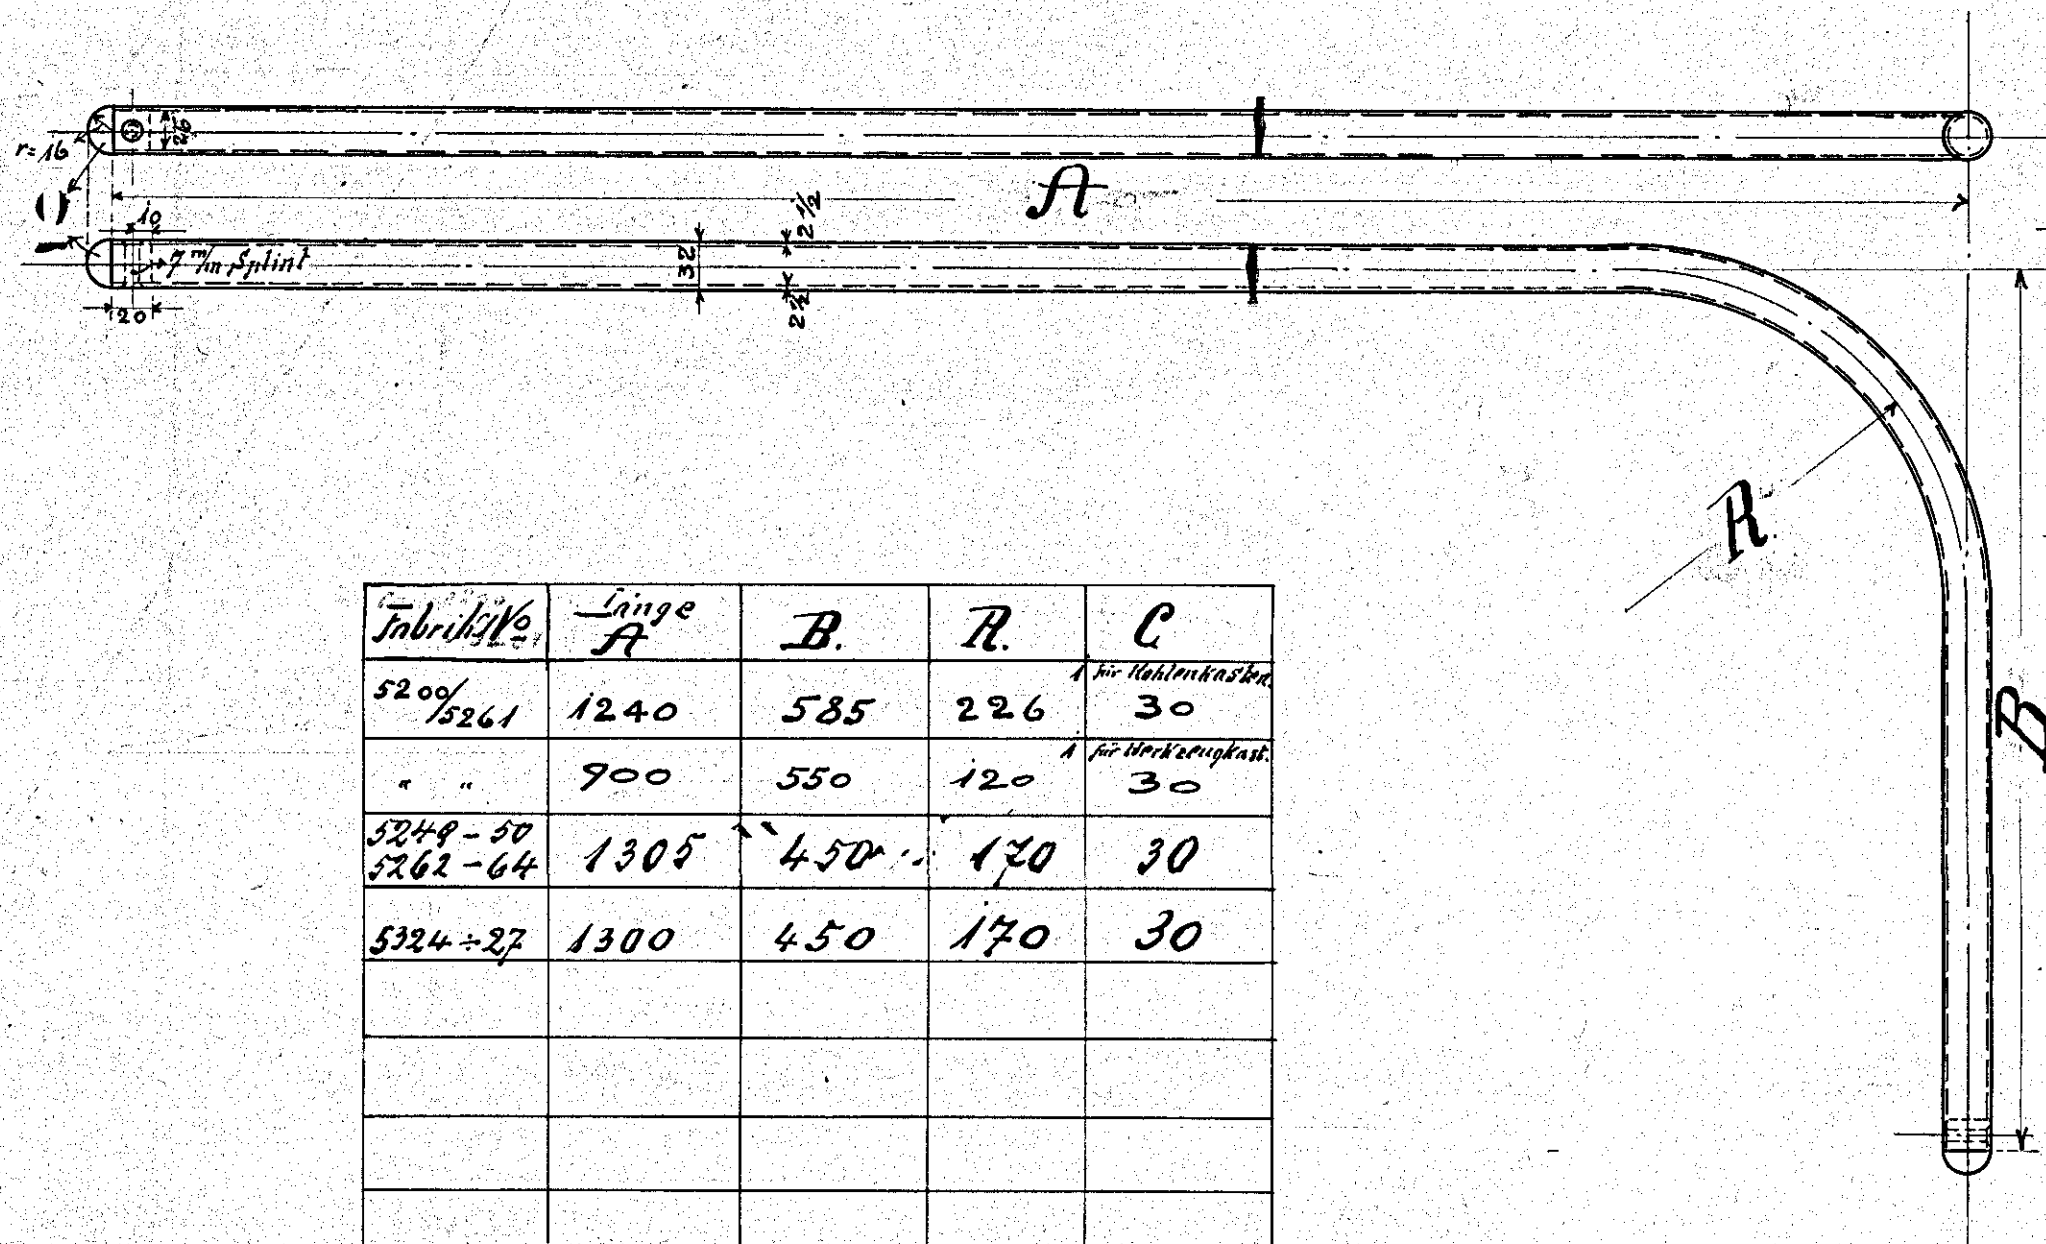 26
r=16
A
10
2 1/2
7 m/m Splint
32
2 1/2
20
R.
B
Fabrik No Länge A B. R. C
5200/5261 1240 585 226 1 für Kohlenkasten. 30
" " 900 550 120 1 für Werkzeugkast. 30
5249-50
5262-64 1305 450 170 30
5324÷27 1300 450 170 30